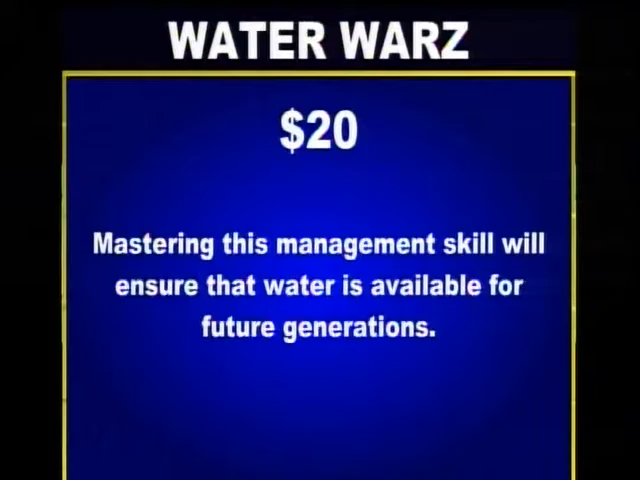 WATER WARZ
$20
Mastering this management skill will
ensure that water is available for
future generations.